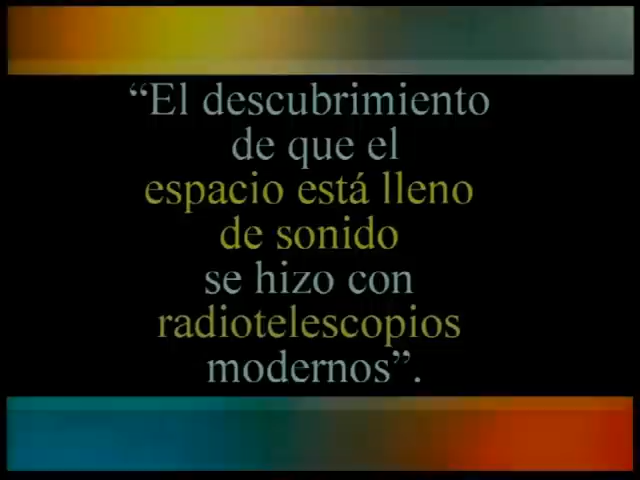 “El descubrimiento
de que el
espacio está lleno
de sonido
se hizo con
radiotelescopios
modernos”.